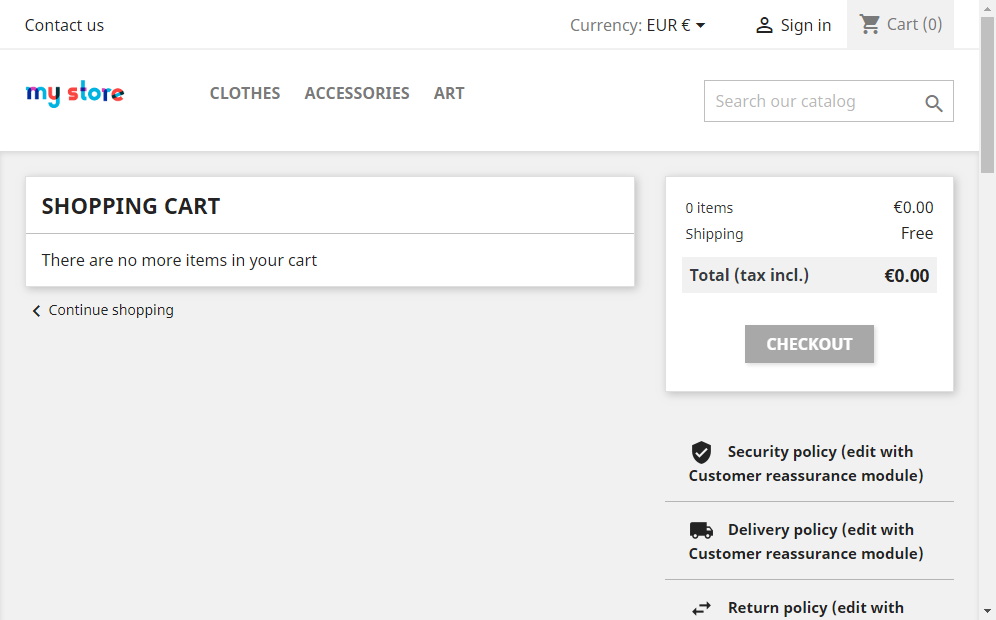 Contact us
Currency: EUR €
Sign in
Cart (0)
my store
CLOTHES
ACCESSORIES
ART
Search our catalog
SHOPPING CART
There are no more items in your cart
Continue shopping
0 items €0.00
Shipping Free
Total (tax incl.) €0.00
CHECKOUT
Security policy (edit with
Customer reassurance module)
Delivery policy (edit with
Customer reassurance module)
Return policy (edit with